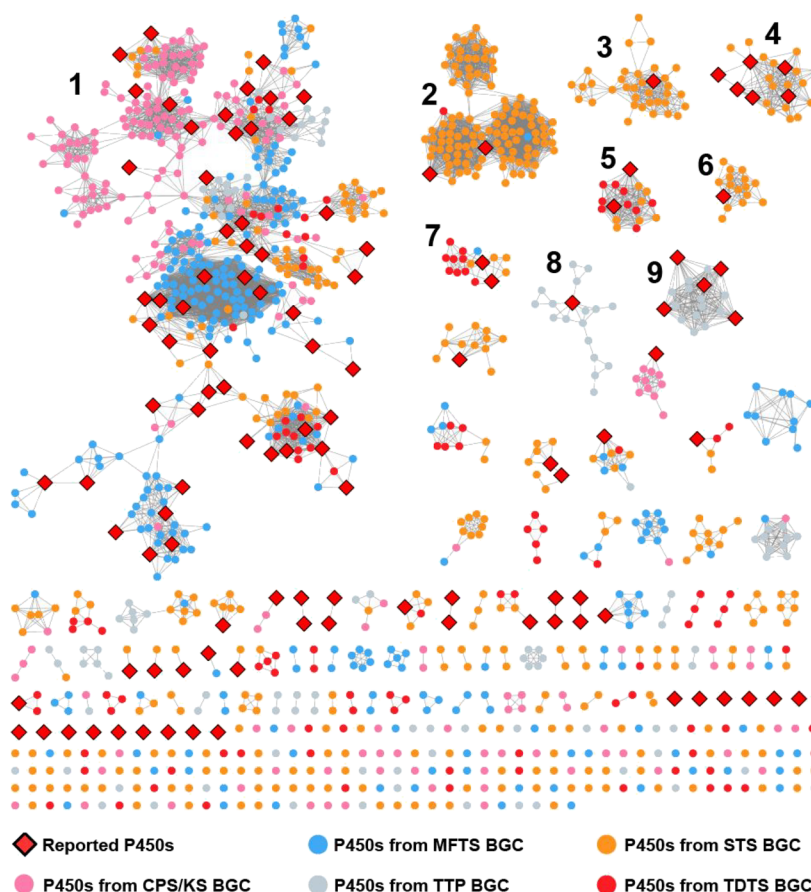 1
2
3
4
5
6
7
8
9
Reported P450s
P450s from MFTS BGC
P450s from STS BGC
P450s from CPS/KS BGC
P450s from TTP BGC
P450s from TDTS BGC